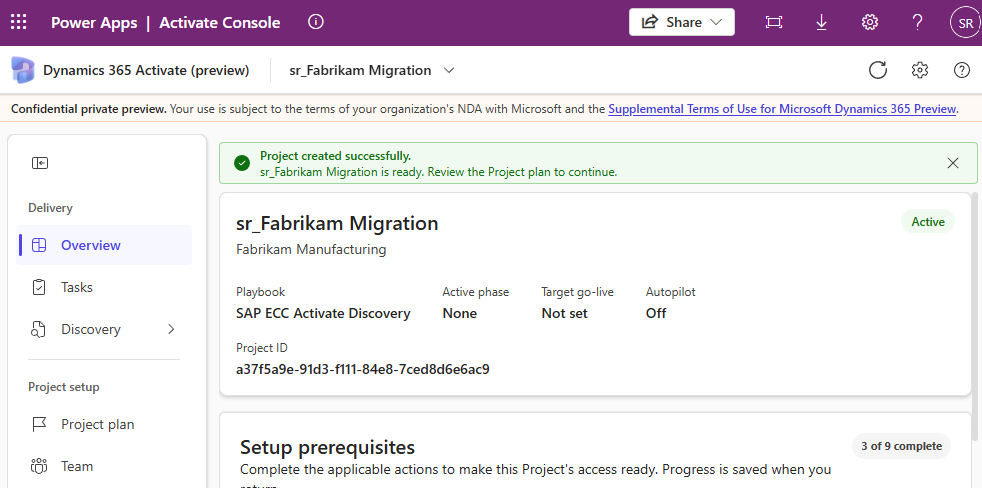 Power Apps | Activate Console
Share
SR
Dynamics 365 Activate (preview)
sr_Fabrikam Migration
Confidential private preview. Your use is subject to the terms of your organization's NDA with Microsoft and the Supplemental Terms of Use for Microsoft Dynamics 365 Preview.
Delivery
Overview
Tasks
Discovery
Project setup
Project plan
Team
Project created successfully.
sr_Fabrikam Migration is ready. Review the Project plan to continue.
sr_Fabrikam Migration
Active
Fabrikam Manufacturing
Playbook Active phase Target go-live Autopilot
SAP ECC Activate Discovery None Not set Off
Project ID
a37f5a9e-91d3-f111-84e8-7ced8d6e6ac9
Setup prerequisites
3 of 9 complete
Complete the applicable actions to make this Project's access ready. Progress is saved when you